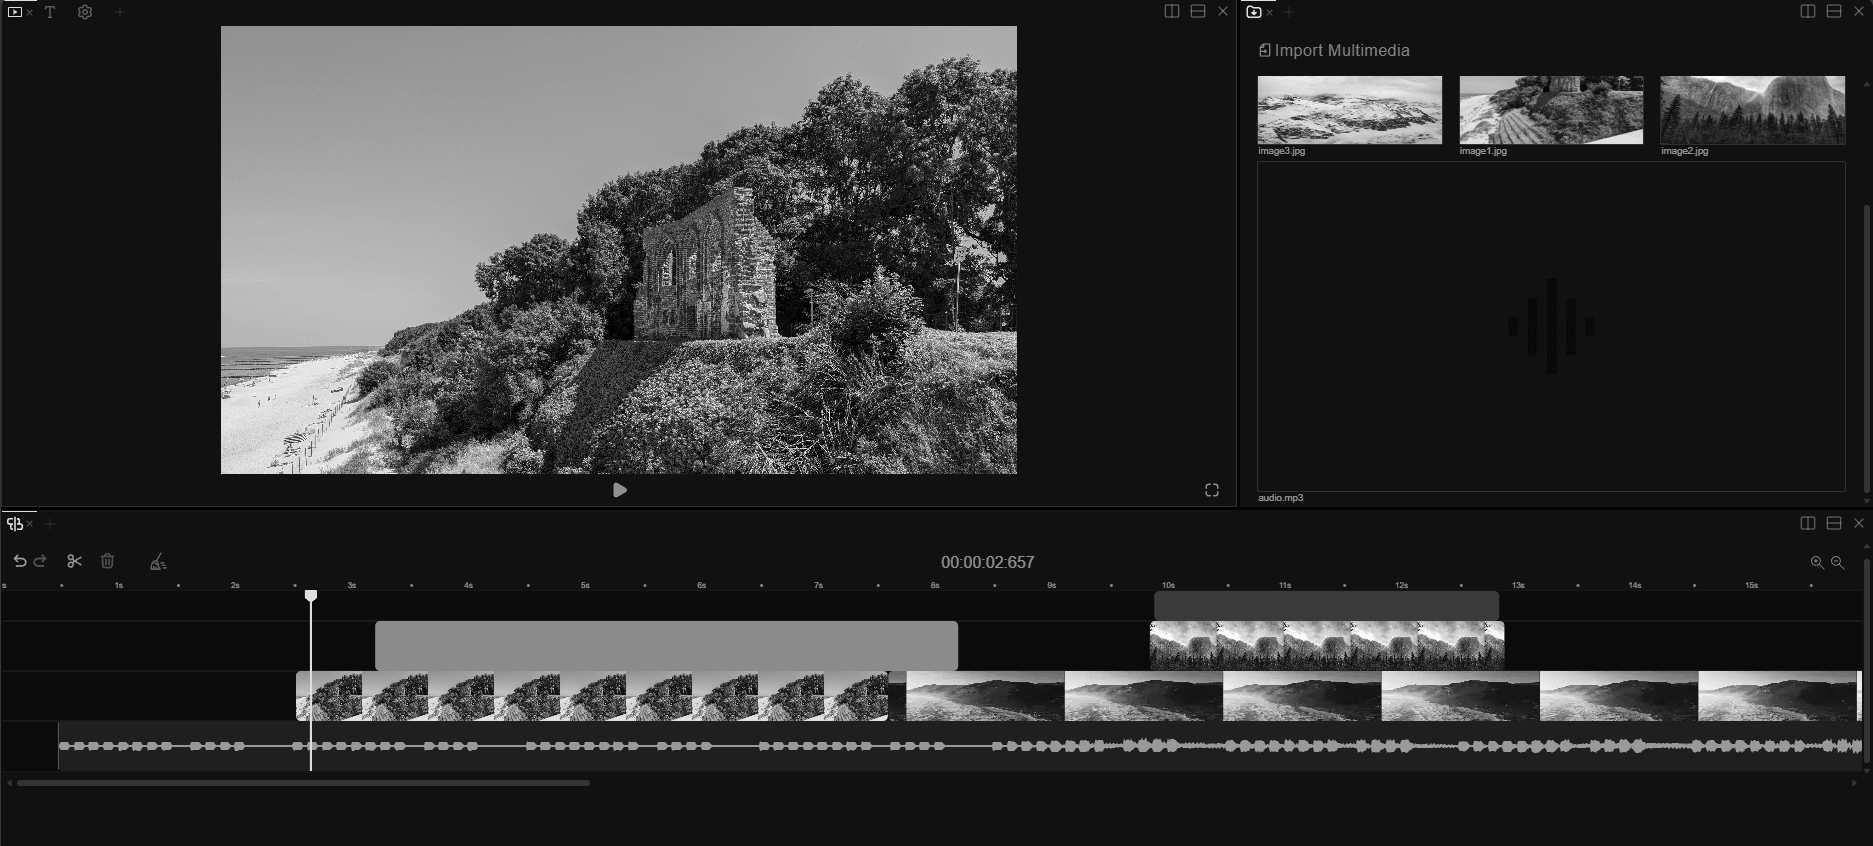 Import Multimedia
image3.jpg
image1.jpg
image2.jpg
audio.mp3
00:00:02:657
s 1s 2s 3s 4s 5s 6s 7s 8s 9s 10s 11s 12s 13s 14s 15s